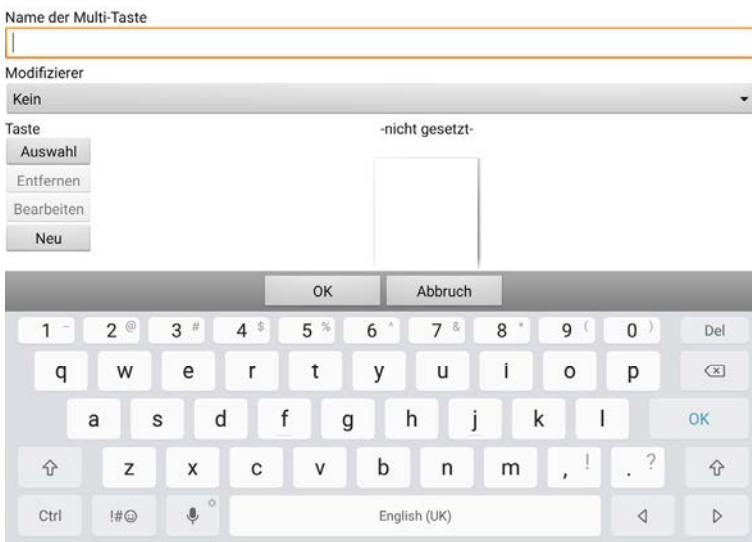 Name der Multi-Taste
Modifizierer
Kein
Taste -nicht gesetzt-
Auswahl
Entfernen
Bearbeiten
Neu
OK Abbruch
1 - 2 @ 3 # 4 $ 5 % 6 ^ 7 & 8 * 9 ( 0 ) Del
q w e r t y u i o p
a s d f g h j k l OK
z x c v b n m , ! . ?
Ctrl !#☺ English (UK)